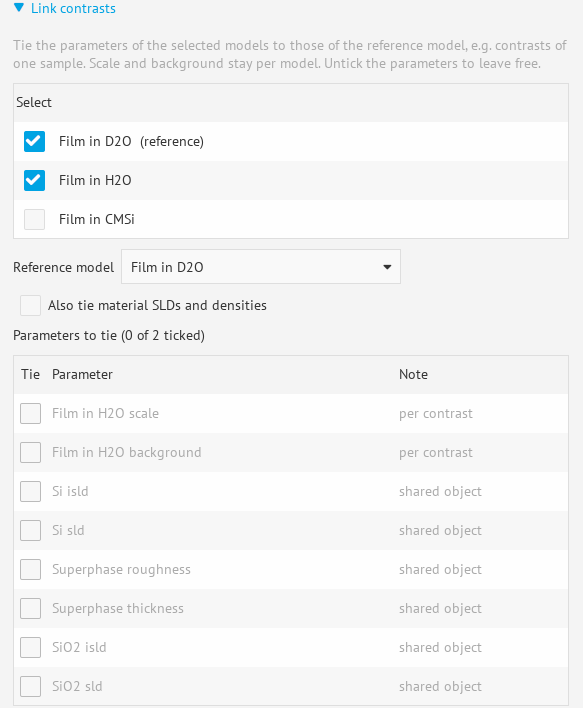 Link contrasts
Tie the parameters of the selected models to those of the reference model, e.g. contrasts of
one sample. Scale and background stay per model. Untick the parameters to leave free.
Select
Film in D2O (reference)
Film in H2O
Film in CMSi
Reference model Film in D2O
Also tie material SLDs and densities
Parameters to tie (0 of 2 ticked)
Tie Parameter Note
Film in H2O scale per contrast
Film in H2O background per contrast
Si isld shared object
Si sld shared object
Superphase roughness shared object
Superphase thickness shared object
SiO2 isld shared object
SiO2 sld shared object